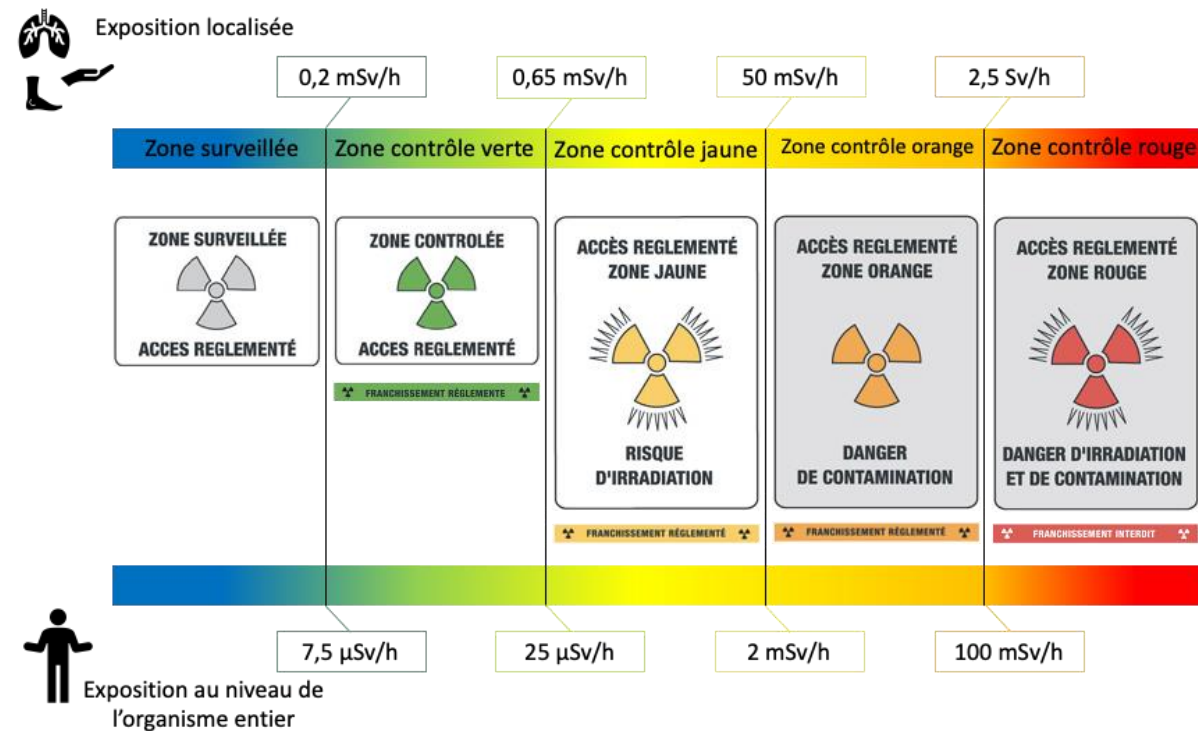 Exposition localisée
0,2 mSv/h
0,65 mSv/h
50 mSv/h
2,5 Sv/h
Zone surveillée
Zone contrôle verte
Zone contrôle jaune
Zone contrôle orange
Zone contrôle rouge
ZONE SURVEILLÉE
ACCES REGLEMENTÉ
ZONE CONTROLÉE
ACCES REGLEMENTÉ
FRANCHISSEMENT RÉGLEMENTE
ACCÈS REGLEMENTÉ
ZONE JAUNE
RISQUE
D'IRRADIATION
FRANCHISSEMENT RÉGLEMENTÉ
ACCÈS REGLEMENTÉ
ZONE ORANGE
DANGER
DE CONTAMINATION
FRANCHISSEMENT RÉGLEMENTÉ
ACCÈS REGLEMENTÉ
ZONE ROUGE
DANGER D'IRRADIATION
ET DE CONTAMINATION
FRANCHISSEMENT INTERDIT
7,5 µSv/h
25 µSv/h
2 mSv/h
100 mSv/h
Exposition au niveau de
l'organisme entier